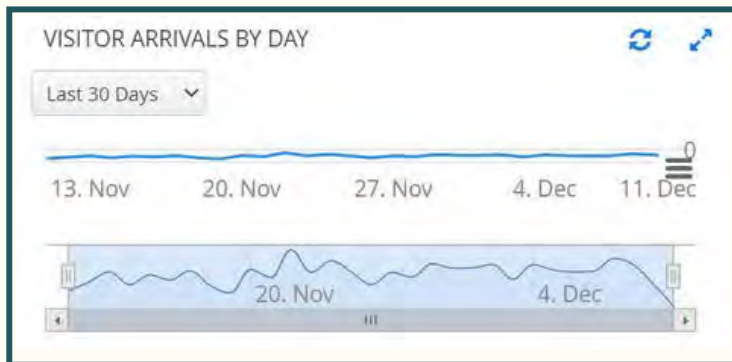 VISITOR ARRIVALS BY DAY
Last 30 Days
0
13. Nov 20. Nov 27. Nov 4. Dec 11. Dec
20. Nov 4. Dec